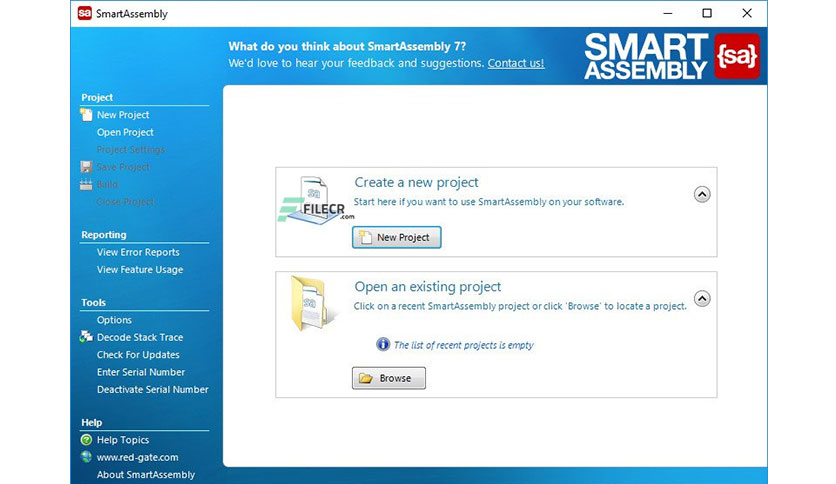 SmartAssembly
What do you think about SmartAssembly 7?
We'd love to hear your feedback and suggestions. Contact us!
SMART
ASSEMBLY
{sa}
Project
New Project
Open Project
Project Settings
Save Project
Build
Close Project
Reporting
View Error Reports
View Feature Usage
Tools
Options
Decode Stack Trace
Check For Updates
Enter Serial Number
Deactivate Serial Number
Help
Help Topics
www.red-gate.com
About SmartAssembly
Create a new project
Start here if you want to use SmartAssembly on your software.
sa
FILECR
.com
New Project
Open an existing project
Click on a recent SmartAssembly project or click 'Browse' to locate a project.
sa
The list of recent projects is empty
Browse